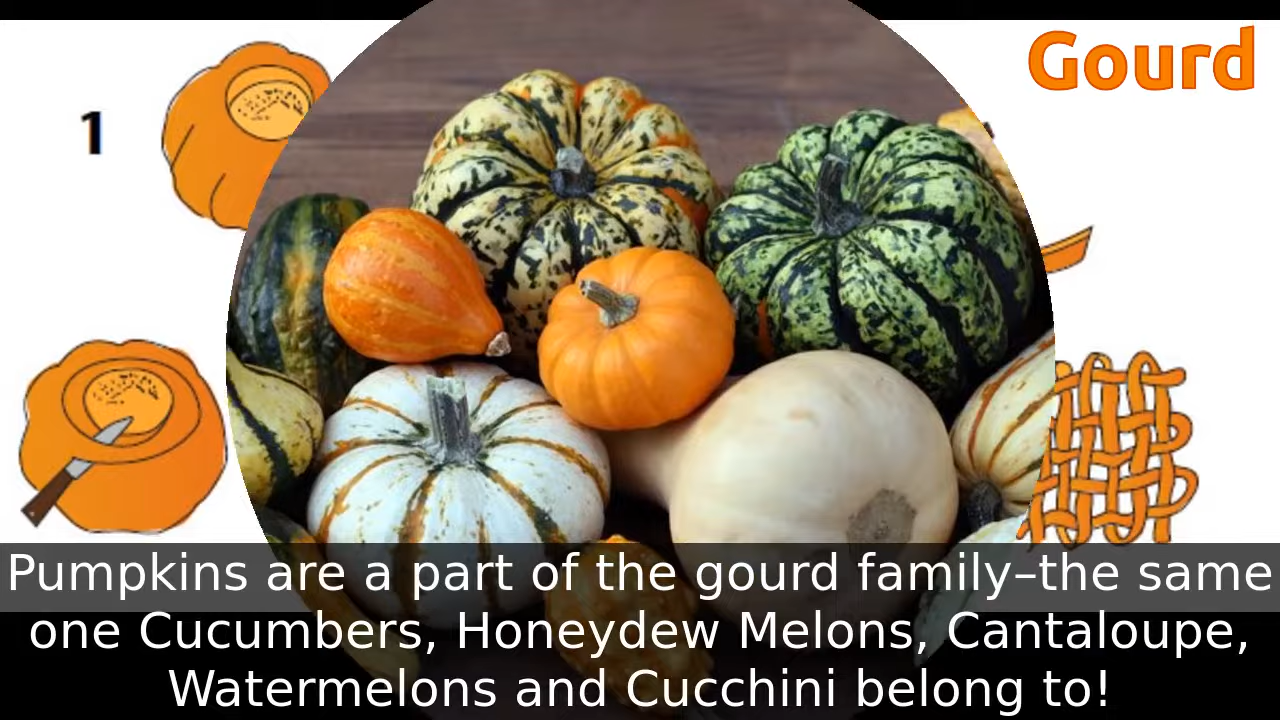 Gourd
1
Pumpkins are a part of the gourd family–the same
one Cucumbers, Honeydew Melons, Cantaloupe,
Watermelons and Cucchini belong to!